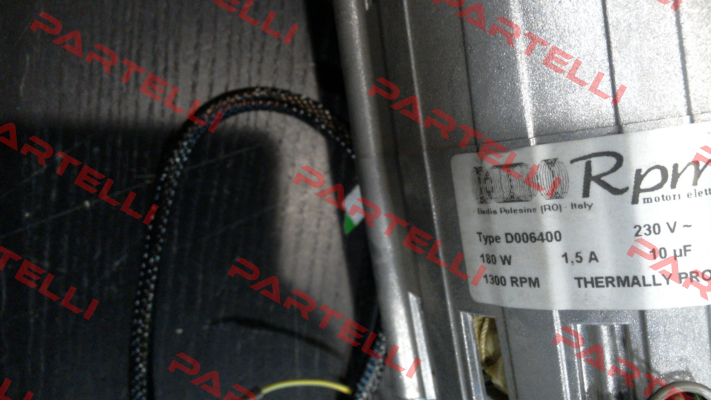 PARTELLI
PARTELLI
PARTELLI
PARTELLI
PARTELLI
PARTELLI
PARTELLI
PARTELLI
Rpm
motori elett
Badia Polesine (RO) - Italy
Type D006400 230 V ~
180 W 1,5 A 10 µF
1300 RPM THERMALLY PRO